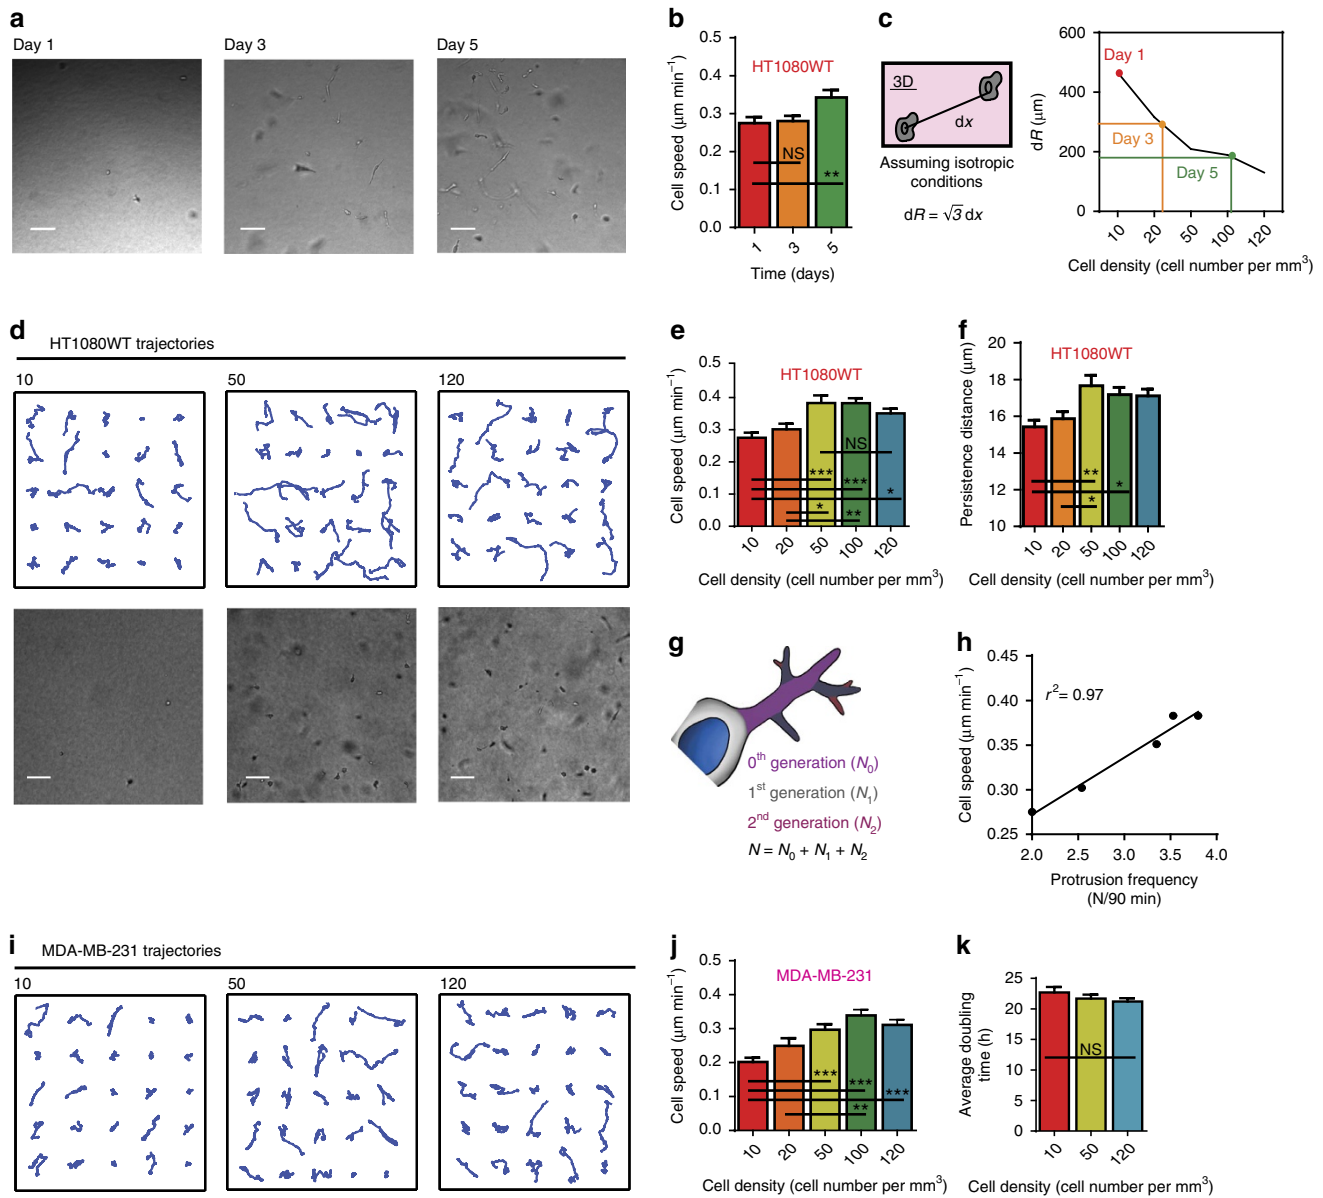 a
Day 1
Day 3
Day 5
b
HT1080WT
Cell speed (μm min⁻¹)
0.5
0.4
0.3
0.2
0.1
0.0
NS
**
1
3
5
Time (days)
c
3D
dx
Assuming isotropic
conditions
dR = √3 dx
dR (μm)
600
400
200
0
Day 1
Day 3
Day 5
10
20
50
100
120
Cell density (cell number per mm³)
d
HT1080WT trajectories
10
50
120
e
HT1080WT
Cell speed (μm min⁻¹)
0.5
0.4
0.3
0.2
0.1
0.0
NS
***
***
*
*
**
10
20
50
100
120
Cell density (cell number per mm³)
f
HT1080WT
Persistence distance (μm)
20
18
16
14
12
10
**
*
*
10
20
50
100
120
Cell density (cell number per mm³)
g
0th generation (N₀)
1st generation (N₁)
2nd generation (N₂)
N = N₀ + N₁ + N₂
h
Cell speed (μm min⁻¹)
0.45
0.40
0.35
0.30
0.25
r² = 0.97
2.0
2.5
3.0
3.5
4.0
Protrusion frequency
(N/90 min)
i
MDA-MB-231 trajectories
10
50
120
j
MDA-MB-231
Cell speed (μm min⁻¹)
0.5
0.4
0.3
0.2
0.1
0.0
***
***
***
**
10
20
50
100
120
Cell density (cell number per mm³)
k
Average doubling
time (h)
25
20
15
10
5
0
NS
10
50
120
Cell density (cell number per mm³)